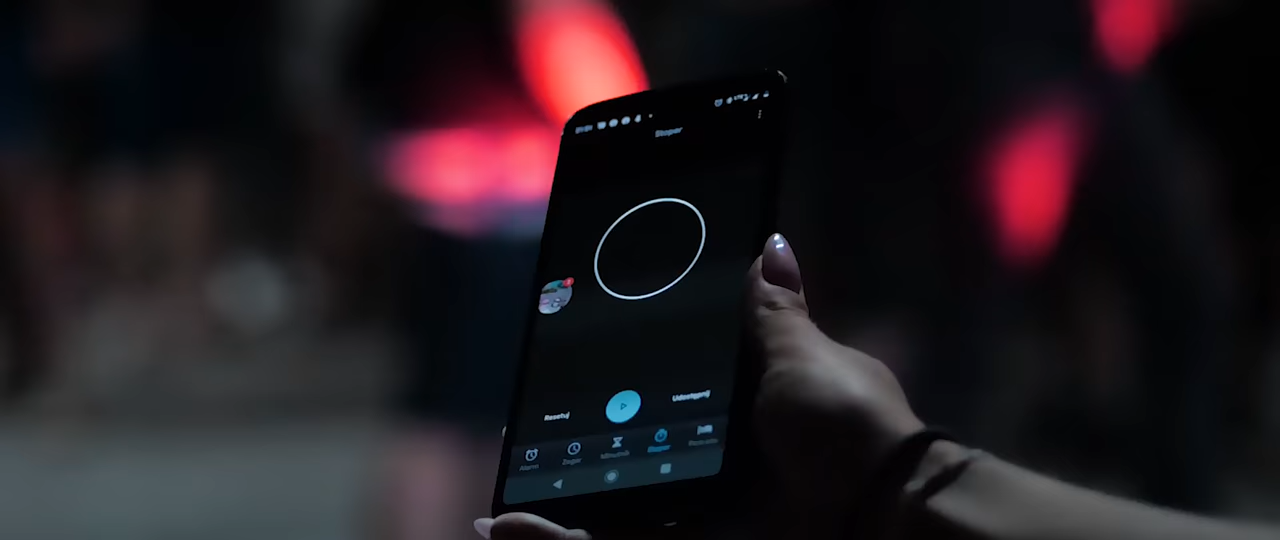 Stoper
Resetuj
Udostępnij
Alarm
Zegar
Minutnik
Stoper